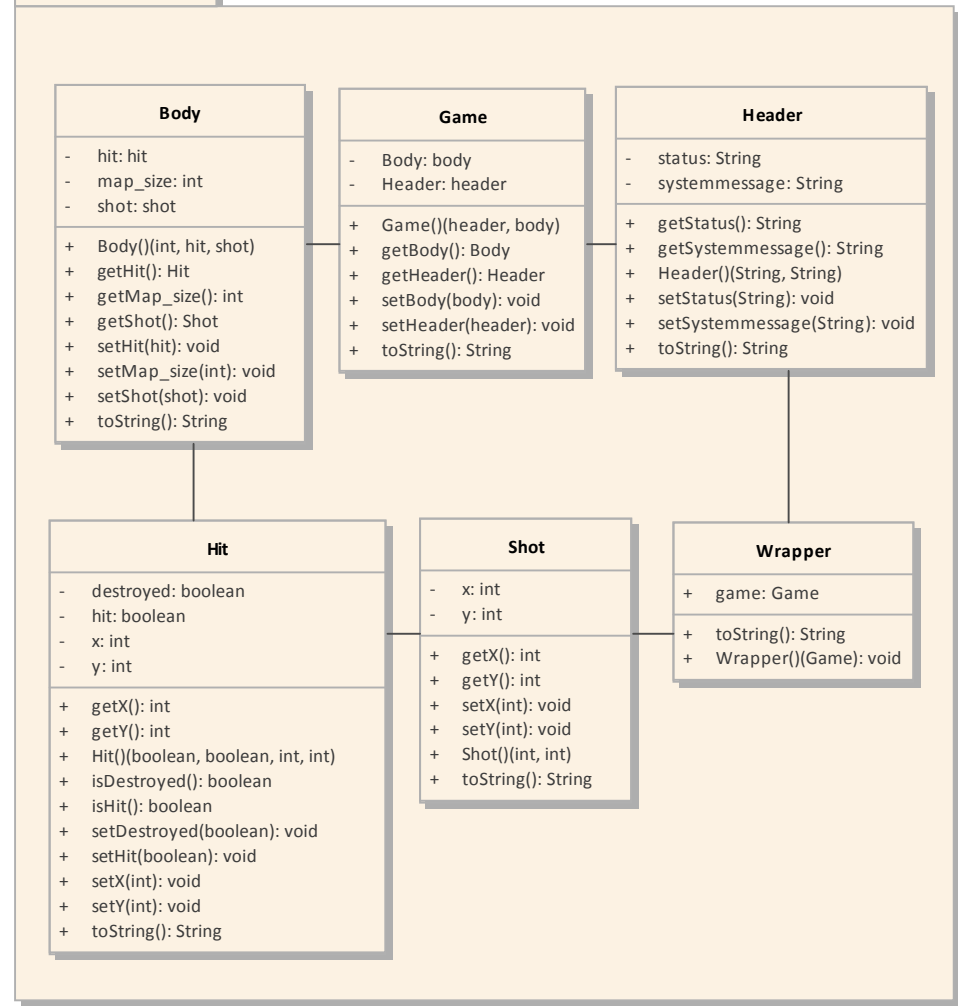 Body
- hit: hit
- map_size: int
- shot: shot
+ Body()(int, hit, shot)
+ getHit(): Hit
+ getMap_size(): int
+ getShot(): Shot
+ setHit(hit): void
+ setMap_size(int): void
+ setShot(shot): void
+ toString(): String
Game
- Body: body
- Header: header
+ Game()(header, body)
+ getBody(): Body
+ getHeader(): Header
+ setBody(body): void
+ setHeader(header): void
+ toString(): String
Header
- status: String
- systemmessage: String
+ getStatus(): String
+ getSystemmessage(): String
+ Header()(String, String)
+ setStatus(String): void
+ setSystemmessage(String): void
+ toString(): String
Hit
- destroyed: boolean
- hit: boolean
- x: int
- y: int
+ getX(): int
+ getY(): int
+ Hit()(boolean, boolean, int, int)
+ isDestroyed(): boolean
+ isHit(): boolean
+ setDestroyed(boolean): void
+ setHit(boolean): void
+ setX(int): void
+ setY(int): void
+ toString(): String
Shot
- x: int
- y: int
+ getX(): int
+ getY(): int
+ setX(int): void
+ setY(int): void
+ Shot()(int, int)
+ toString(): String
Wrapper
+ game: Game
+ toString(): String
+ Wrapper()(Game): void